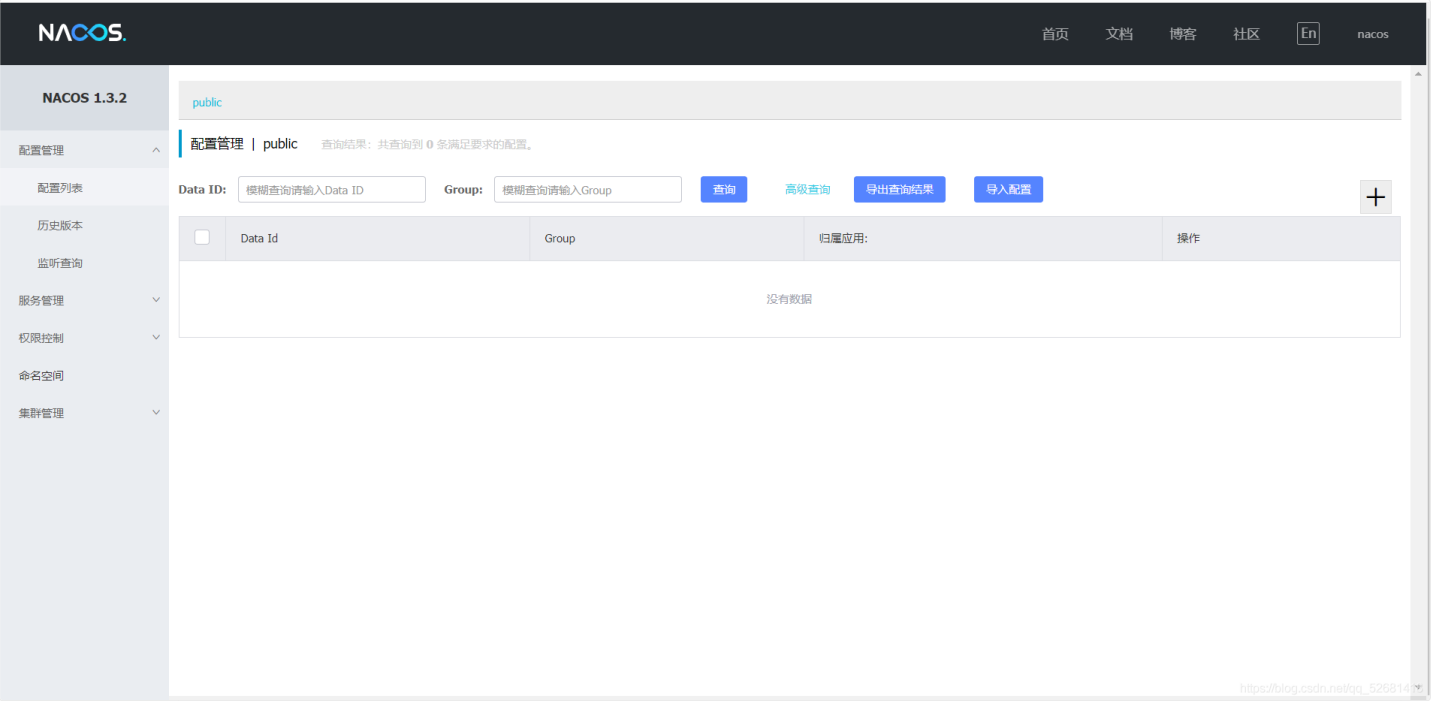 NACOS. 首页 文档 博客 社区 En nacos
NACOS 1.3.2
配置管理
配置列表
历史版本
监听查询
服务管理
权限控制
命名空间
集群管理
public
配置管理 | public 查询结果：共查询到 0 条满足要求的配置。
Data ID: 模糊查询请输入Data ID Group: 模糊查询请输入Group 查询 高级查询 导出查询结果 导入配置
Data Id Group 归属应用: 操作
没有数据